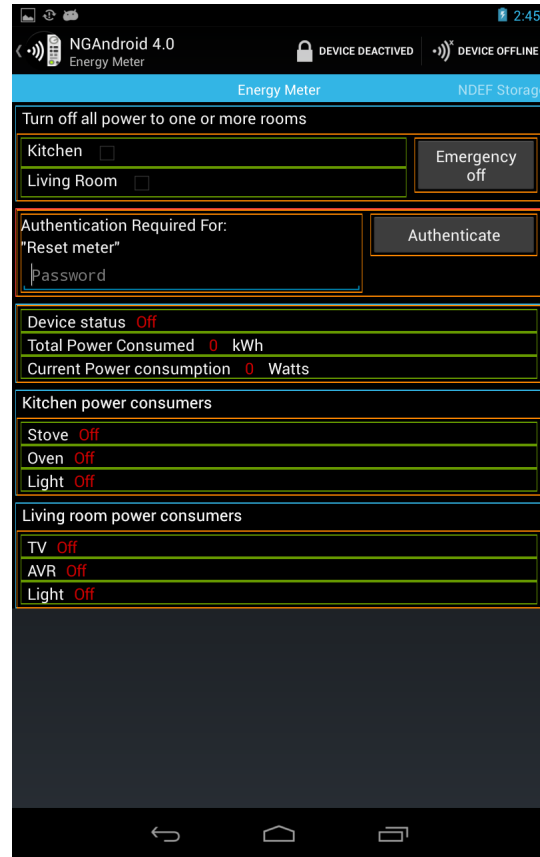 2:45
NGAndroid 4.0
Energy Meter
DEVICE DEACTIVED
DEVICE OFFLINE
Energy Meter
NDEF Storag
Turn off all power to one or more rooms
Kitchen
Living Room
Emergency
off
Authentication Required For:
"Reset meter"
Password
Authenticate
Device status Off
Total Power Consumed 0 kWh
Current Power consumption 0 Watts
Kitchen power consumers
Stove Off
Oven Off
Light Off
Living room power consumers
TV Off
AVR Off
Light Off